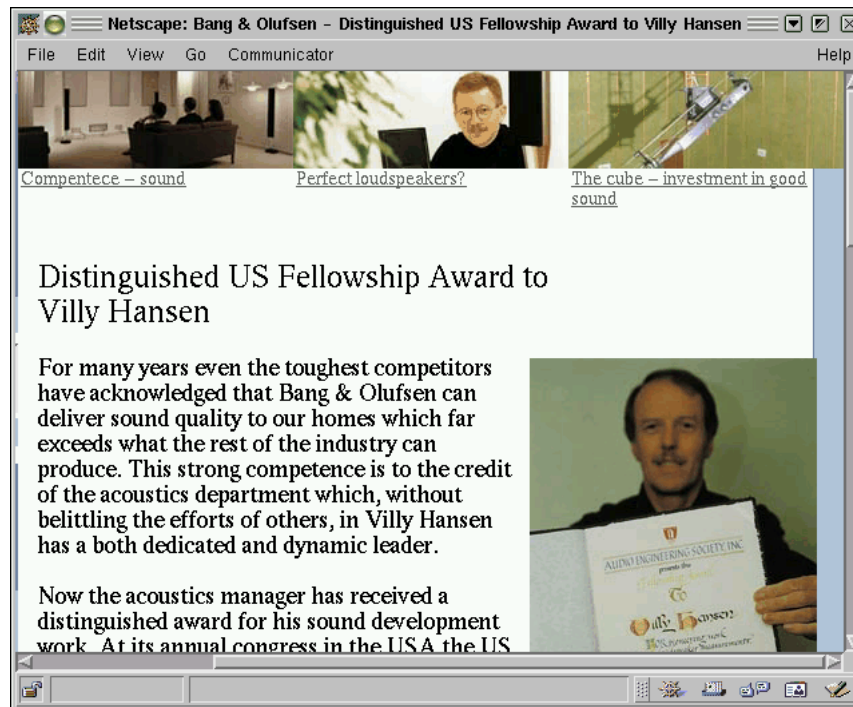 Netscape: Bang & Olufsen – Distinguished US Fellowship Award to Villy Hansen
File Edit View Go Communicator Help
Compentece – sound
Perfect loudspeakers?
The cube – investment in good
sound
Distinguished US Fellowship Award to
Villy Hansen
For many years even the toughest competitors
have acknowledged that Bang & Olufsen can
deliver sound quality to our homes which far
exceeds what the rest of the industry can
produce. This strong competence is to the credit
of the acoustics department which, without
belittling the efforts of others, in Villy Hansen
has a both dedicated and dynamic leader.
Now the acoustics manager has received a
distinguished award for his sound development
work. At its annual congress in the USA the US
AUDIO ENGINEERING SOCIETY, INC.
presents this
Fellowship Award
To
Villy Hansen